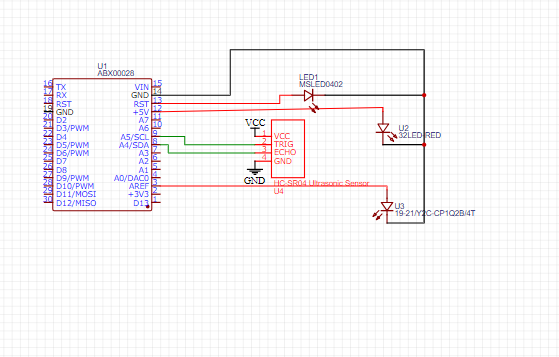 U1
ABX00028
16 TX VIN 15
17 RX GND 14
18 RST RST 13
19 GND +5V 12
20 D2 A7 11
21 D3/PWM A6 10
22 D4 A5/SCL 9
23 D5/PWM A4/SDA 8
24 D6/PWM A3 7
25 D7 A2 6
26 D8 A1 5
27 D9/PWM A0/DAC0 4
28 D10/PWM AREF 3
29 D11/MOSI +3V3 2
30 D12/MISO D13 1
LED1
MSLED0402
VCC
1 VCC
2 TRIG
3 ECHO
4 GND
GND
HC-SR04 Ultrasonic Sensor
U4
U2
32LED-RED
U3
19-21/Y2C-CP1Q2B/4T